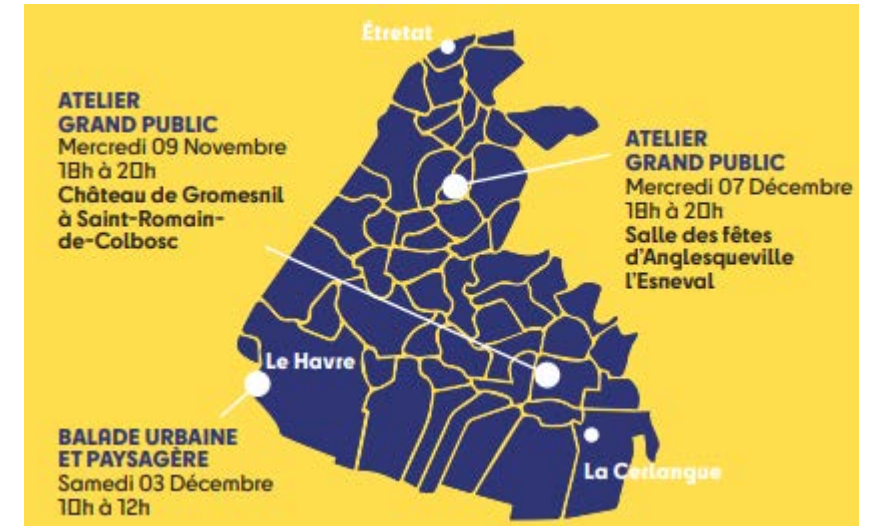 Étretat
ATELIER
GRAND PUBLIC
Mercredi 09 Novembre
18h à 20h
Château de Gromesnil
à Saint-Romain-
de-Colbosc
ATELIER
GRAND PUBLIC
Mercredi 07 Décembre
18h à 20h
Salle des fêtes
d'Anglesqueville
l'Esneval
Le Havre
BALADE URBAINE
ET PAYSAGÈRE
Samedi 03 Décembre
10h à 12h
La Cerlangue